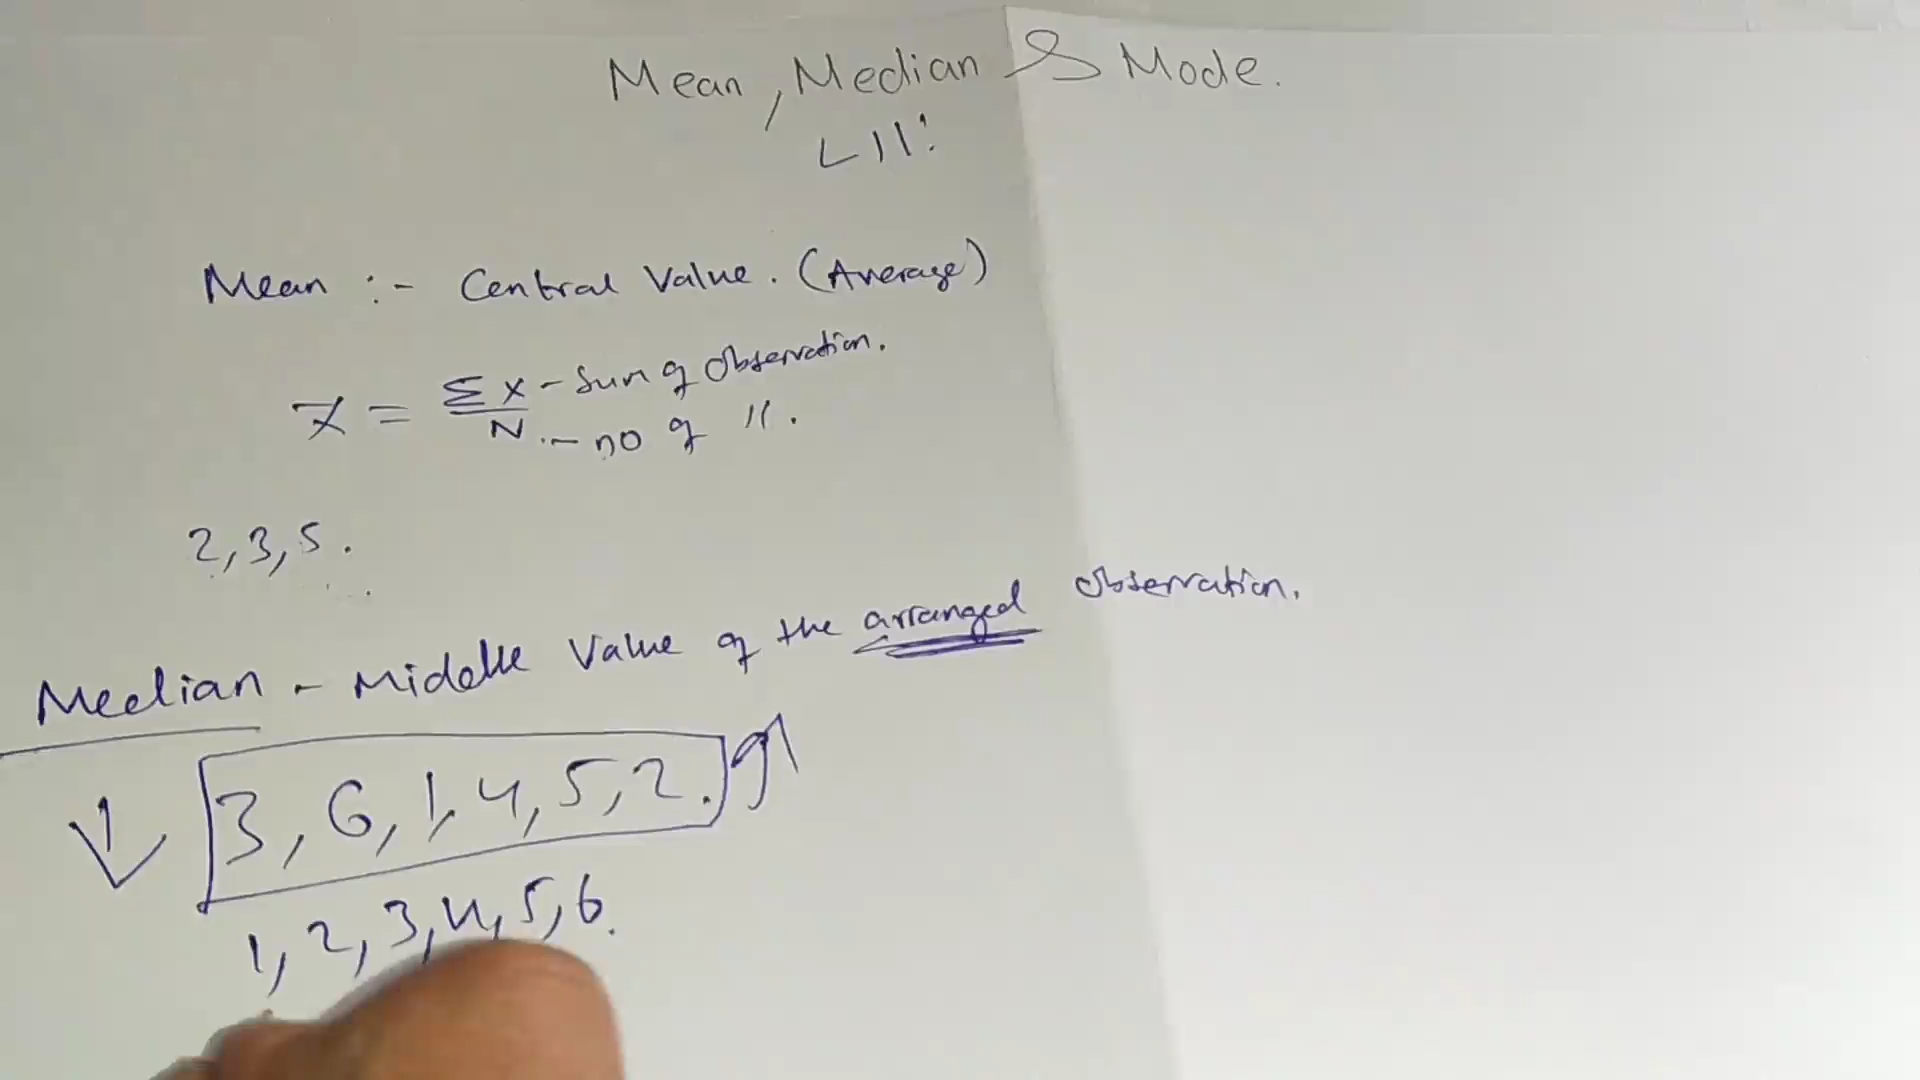 Mean, Median & Mode.
Mean :- Central Value. (Average)
x̄ = Σx - Sum of Observation.
N - no of 11.
2,3,5.
Median - Middle Value of the arranged observation.
3, 6, 1, 4, 5, 2.
1, 2, 3, 4, 5, 6.